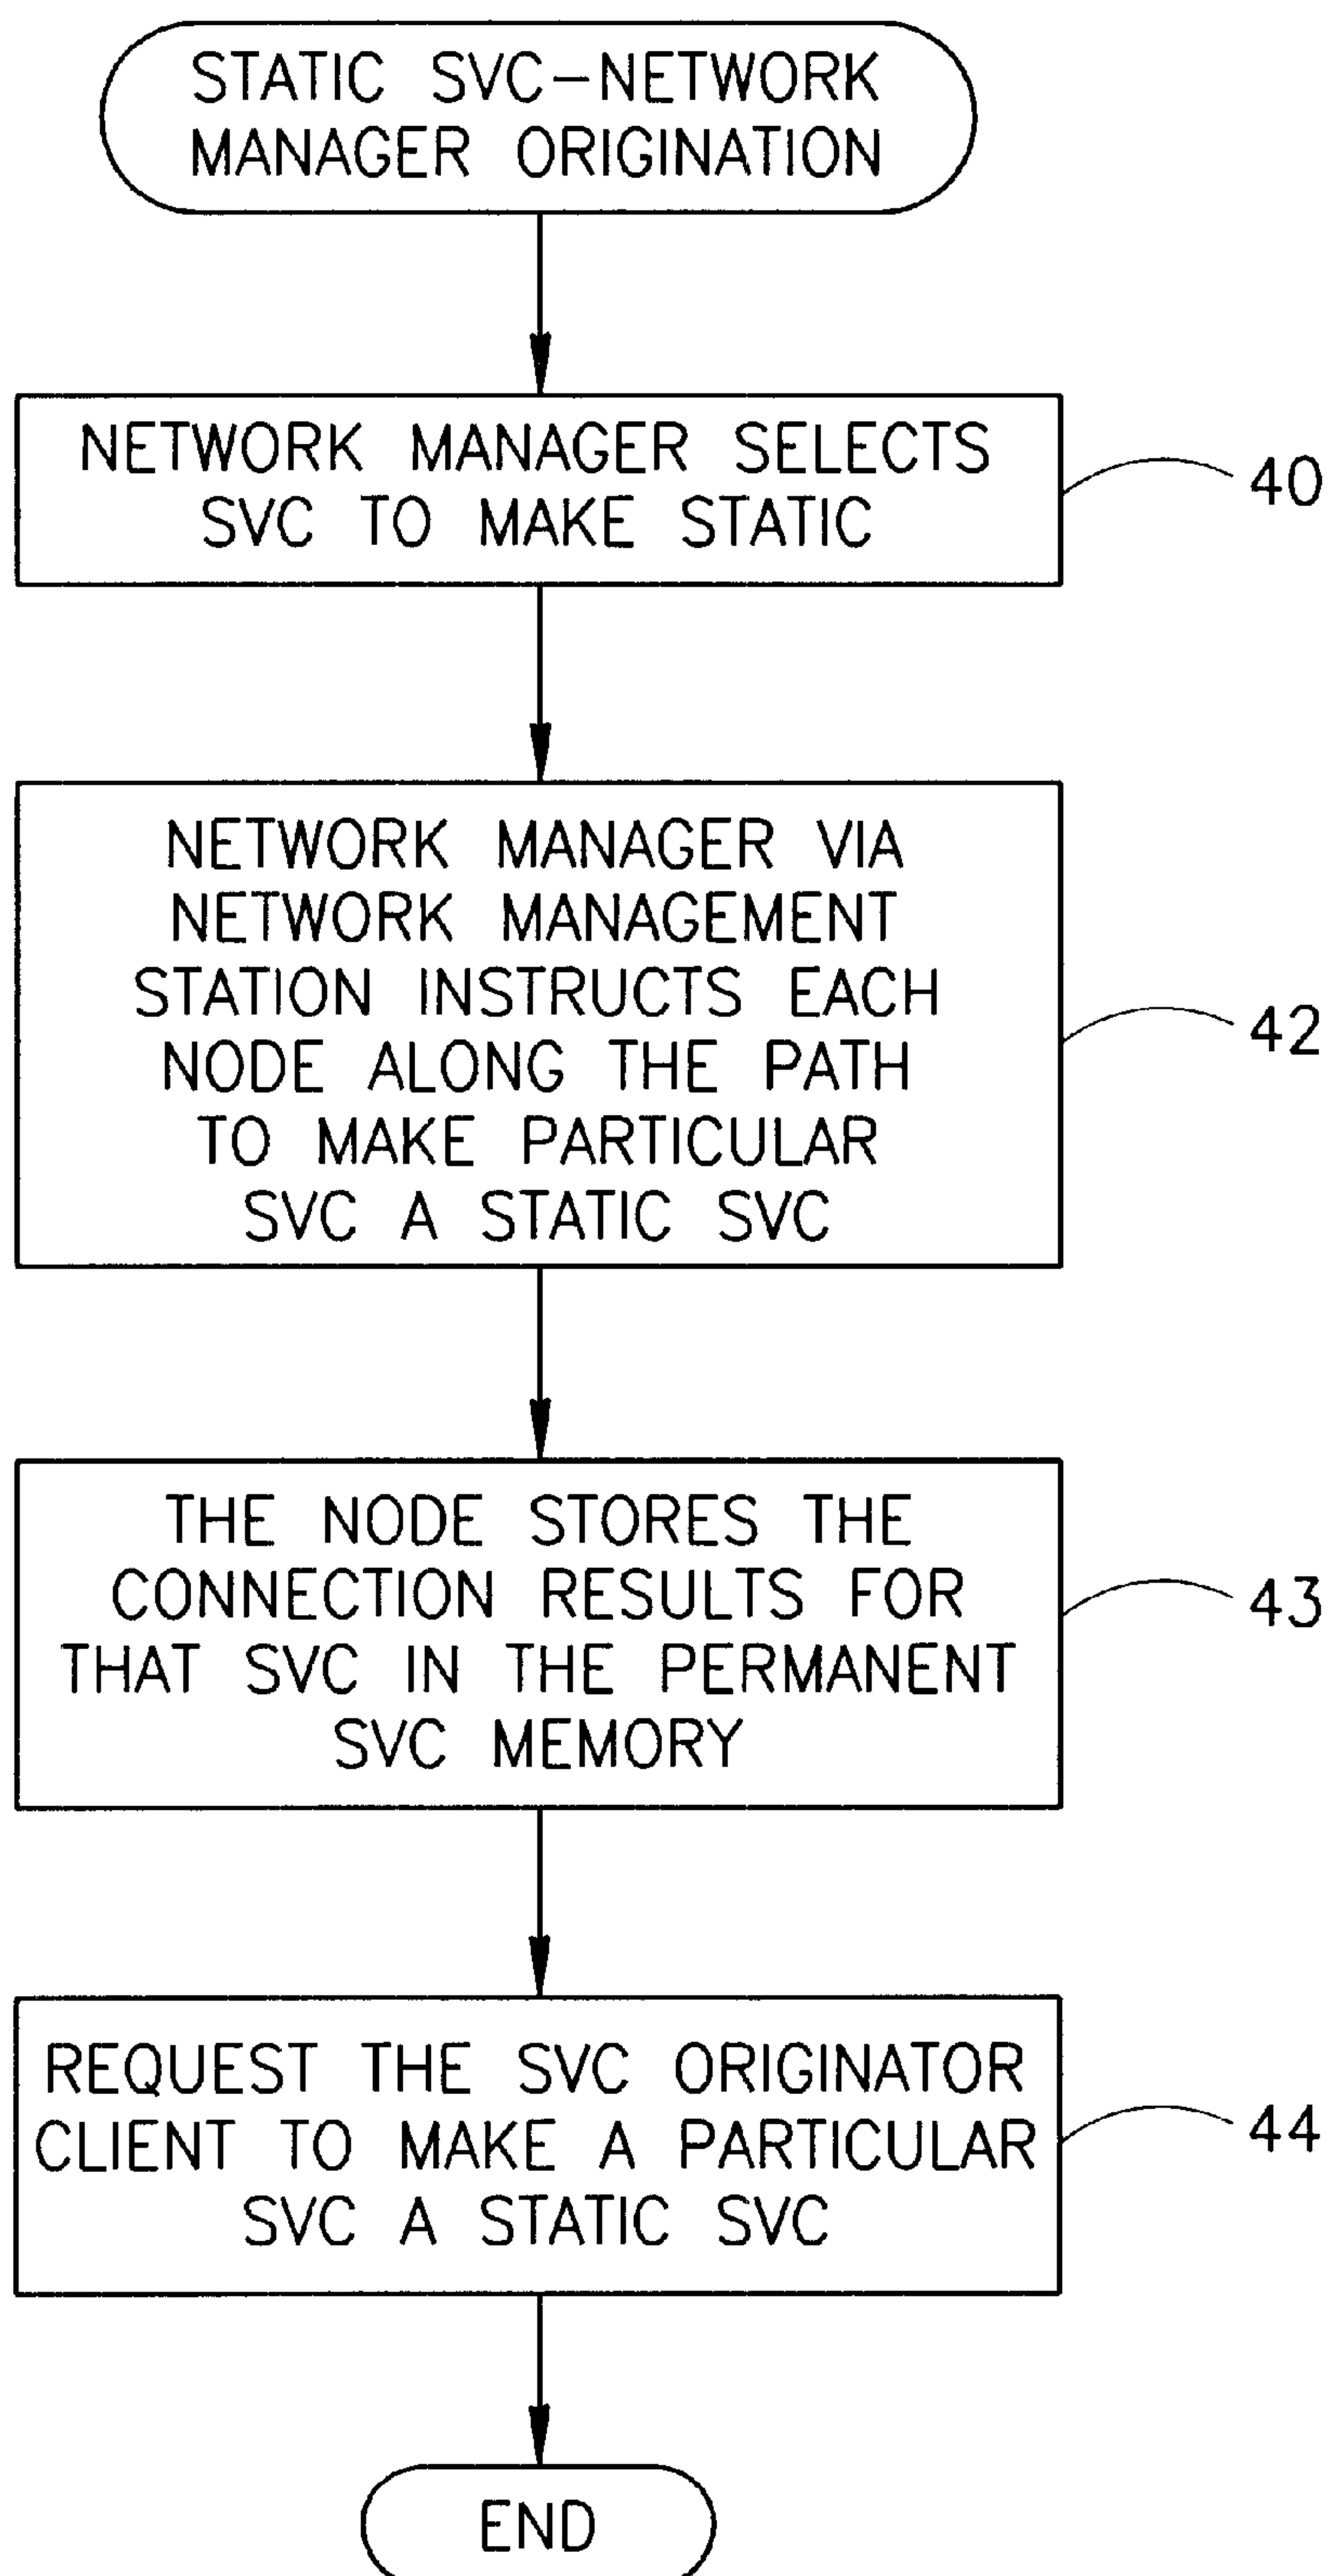 STATIC SVC-NETWORK
MANAGER ORIGINATION
NETWORK MANAGER SELECTS
SVC TO MAKE STATIC
40
NETWORK MANAGER VIA
NETWORK MANAGEMENT
STATION INSTRUCTS EACH
NODE ALONG THE PATH
TO MAKE PARTICULAR
SVC A STATIC SVC
42
THE NODE STORES THE
CONNECTION RESULTS FOR
THAT SVC IN THE PERMANENT
SVC MEMORY
43
REQUEST THE SVC ORIGINATOR
CLIENT TO MAKE A PARTICULAR
SVC A STATIC SVC
44
END